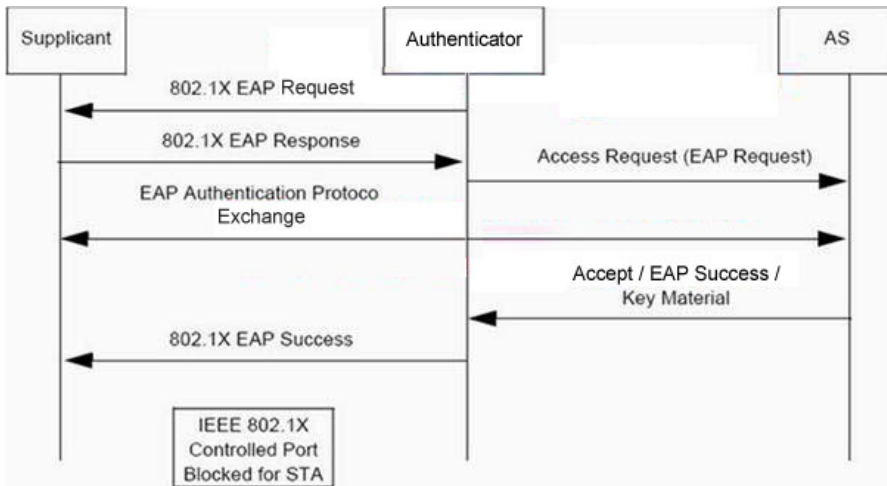 Supplicant
Authenticator
AS
802.1X EAP Request
802.1X EAP Response
Access Request (EAP Request)
EAP Authentication Protoco
Exchange
Accept / EAP Success /
Key Material
802.1X EAP Success
IEEE 802.1X
Controlled Port
Blocked for STA